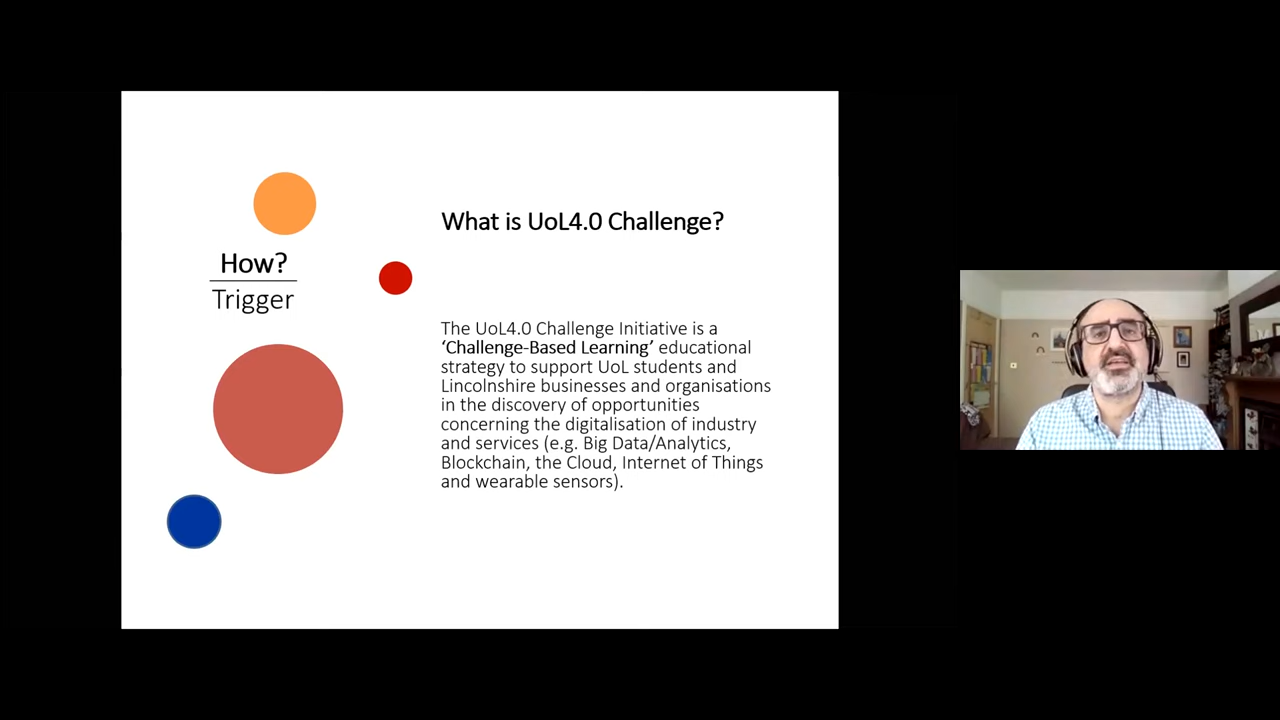 How?
Trigger
What is UoL4.0 Challenge?
The UoL4.0 Challenge Initiative is a
‘Challenge-Based Learning’ educational
strategy to support UoL students and
Lincolnshire businesses and organisations
in the discovery of opportunities
concerning the digitalisation of industry
and services (e.g. Big Data/Analytics,
Blockchain, the Cloud, Internet of Things
and wearable sensors).